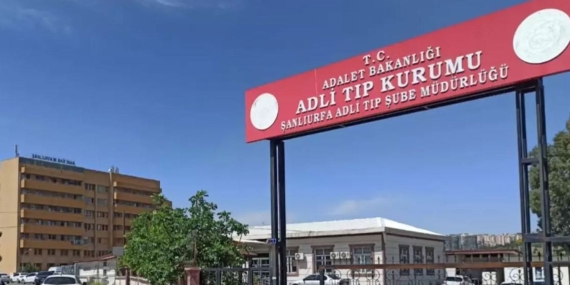 T.C.
ADALET BAKANLIĞI
ADLİ TIP KURUMU
ŞANLIURFA ADLİ TIP ŞUBE MÜDÜRLÜĞÜ